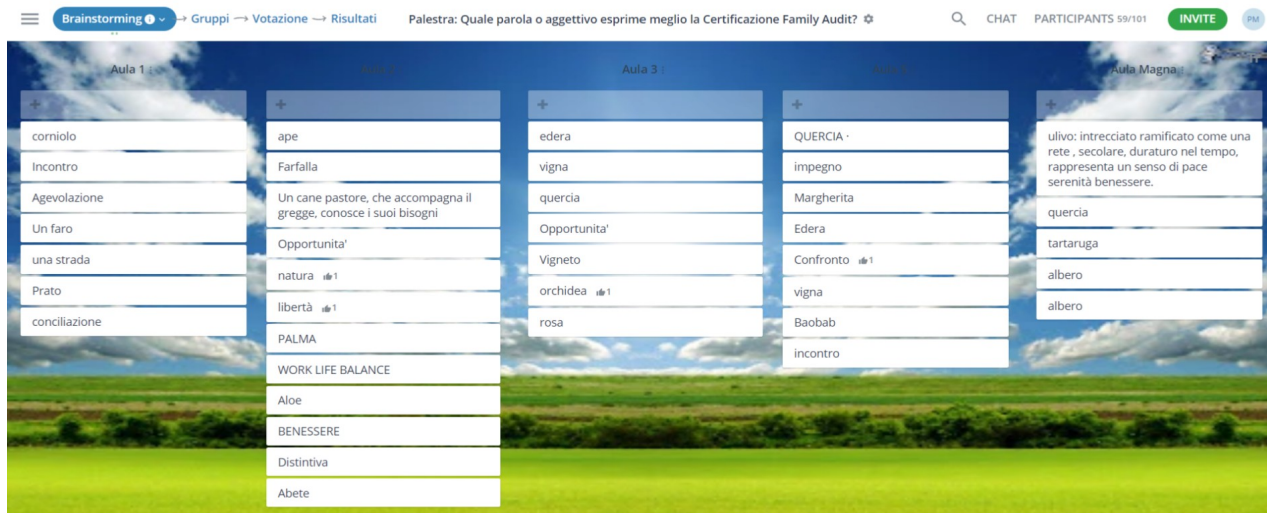 Brainstorming → Gruppi → Votazione → Risultati
Palestra: Quale parola o aggettivo esprime meglio la Certificazione Family Audit?
CHAT
PARTICIPANTS 59/101
INVITE
PM
Aula 1
+
corniolo
Incontro
Agevolazione
Un faro
una strada
Prato
conciliazione
+
ape
Farfalla
Un cane pastore, che accompagna il
gregge, conosce i suoi bisogni
Opportunita'
natura 1
libertà 1
PALMA
WORK LIFE BALANCE
Aloe
BENESSERE
Distintiva
Abete
Aula 3
+
edera
vigna
quercia
Opportunita'
Vigneto
orchidea 1
rosa
+
QUERCIA ·
impegno
Margherita
Edera
Confronto 1
vigna
Baobab
incontro
Aula Magna
+
ulivo: intrecciato ramificato come una
rete , secolare, duraturo nel tempo,
rappresenta un senso di pace
serenità benessere.
quercia
tartaruga
albero
albero